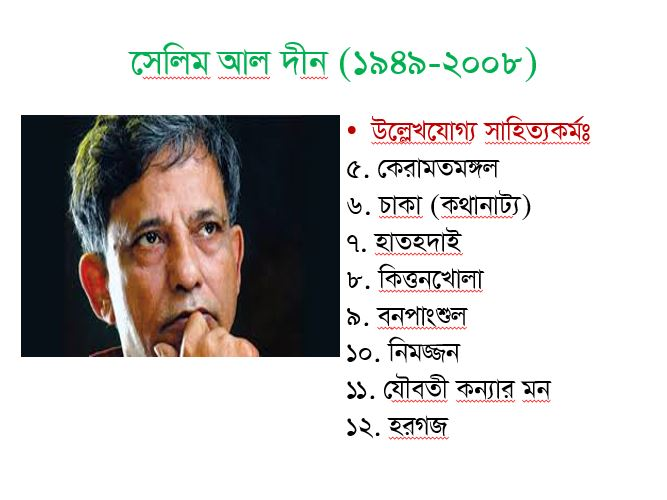 সেলিম আল দীন (১৯৪৯-২০০৮)
• উল্লেখযোগ্য সাহিত্যকর্মঃ
৫. কেরামতমঙ্গল
৬. চাকা (কথানাট্য)
৭. হাতহদাই
৮. কিত্তনখোলা
৯. বনপাংশুল
১০. নিমজ্জন
১১. যৌবতী কন্যার মন
১২. হরগজ